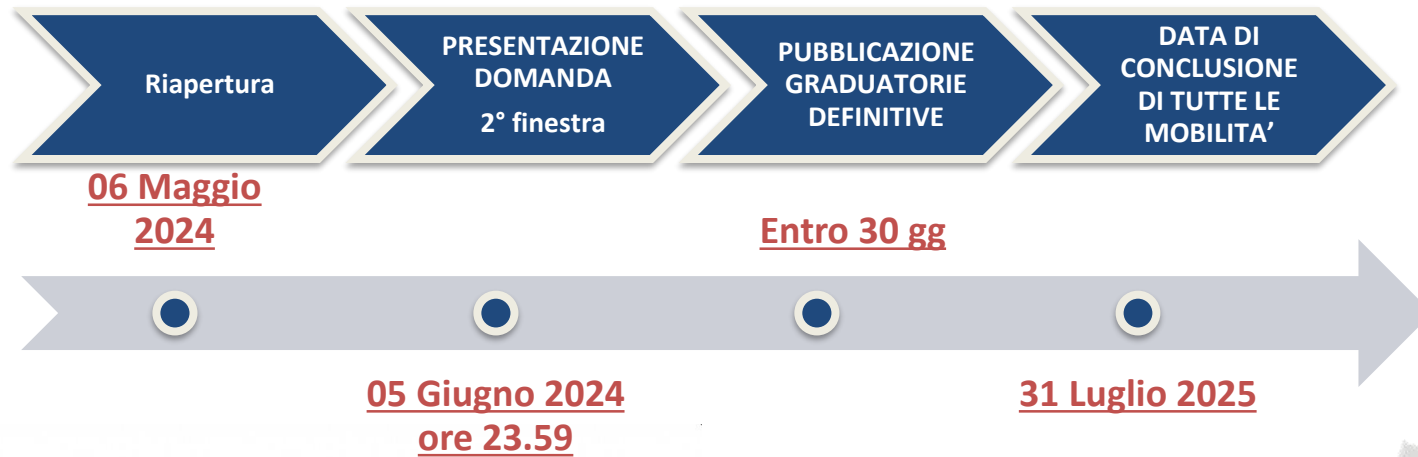 Riapertura
PRESENTAZIONE
DOMANDA
2° finestra
PUBBLICAZIONE
GRADUATORIE
DEFINITIVE
DATA DI
CONCLUSIONE
DI TUTTE LE
MOBILITA’
06 Maggio
2024
Entro 30 gg
05 Giugno 2024
ore 23.59
31 Luglio 2025